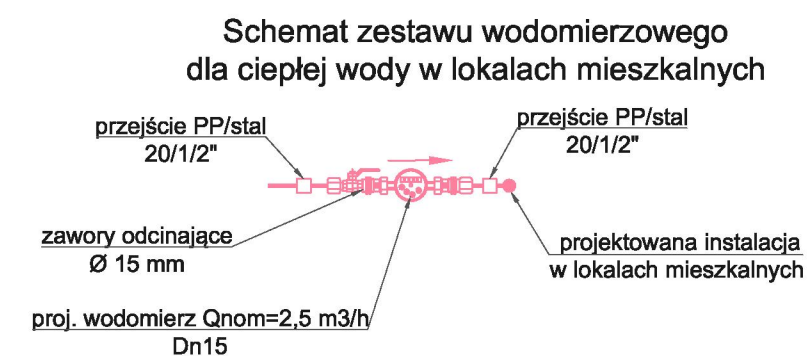 Schemat zestawu wodomierzowego
dla ciepłej wody w lokalach mieszkalnych
przejście PP/stal
20/1/2"
przejście PP/stal
20/1/2"
zawory odcinające
Ø 15 mm
projektowana instalacja
w lokalach mieszkalnych
proj. wodomierz Qnom=2,5 m3/h
Dn15